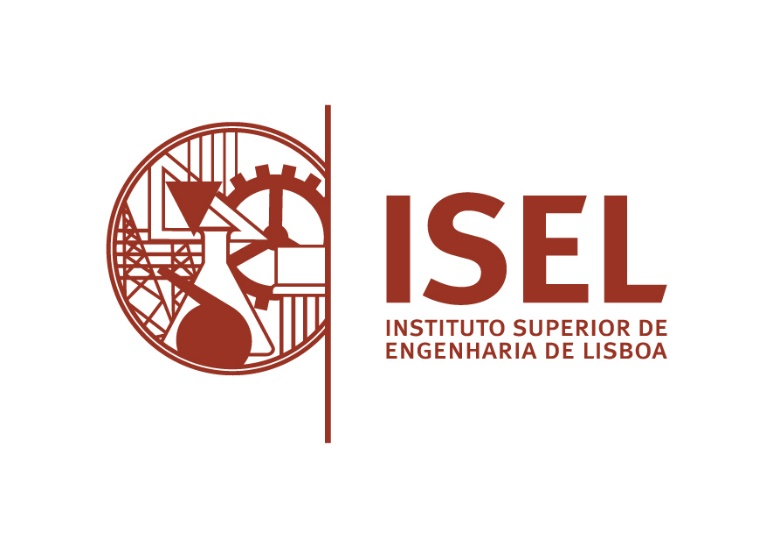 ISEL
INSTITUTO SUPERIOR DE
ENGENHARIA DE LISBOA